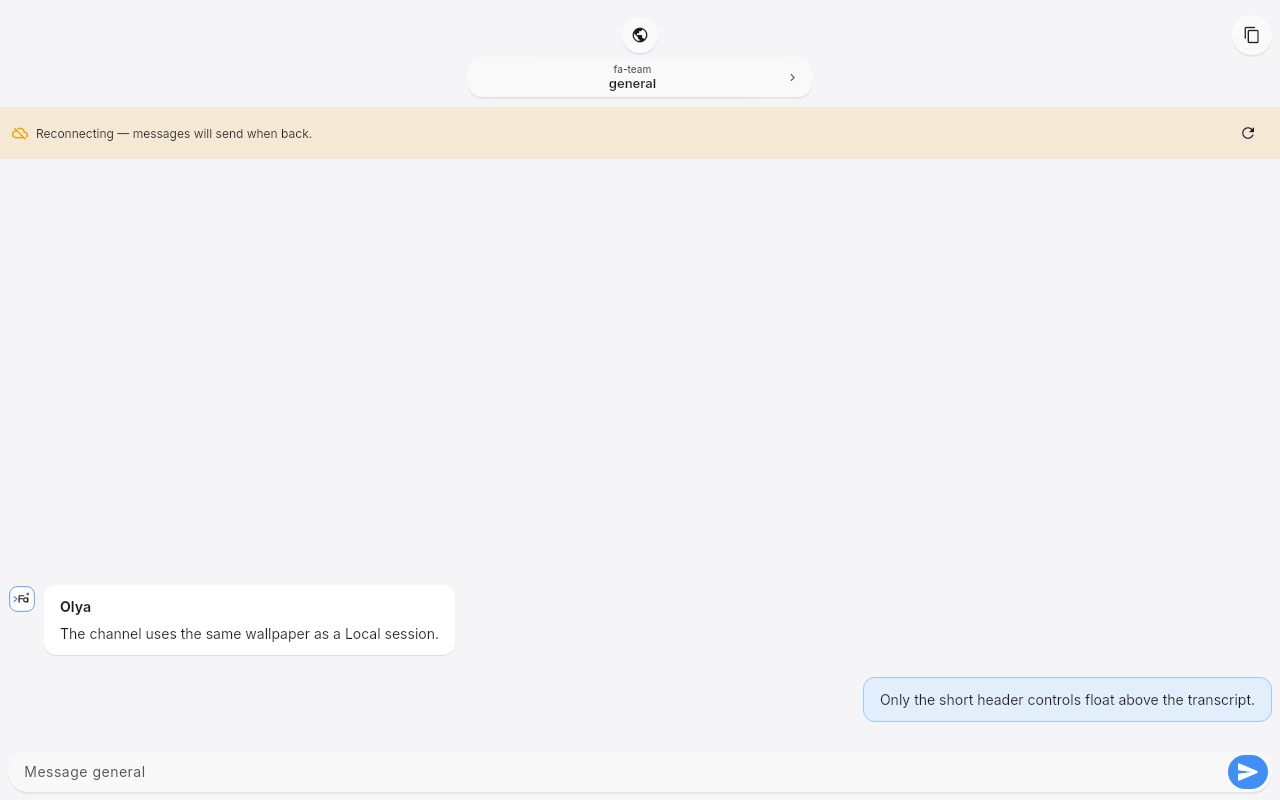 fa-team
general
Reconnecting — messages will send when back.
>Fa
Olya
The channel uses the same wallpaper as a Local session.
Only the short header controls float above the transcript.
Message general